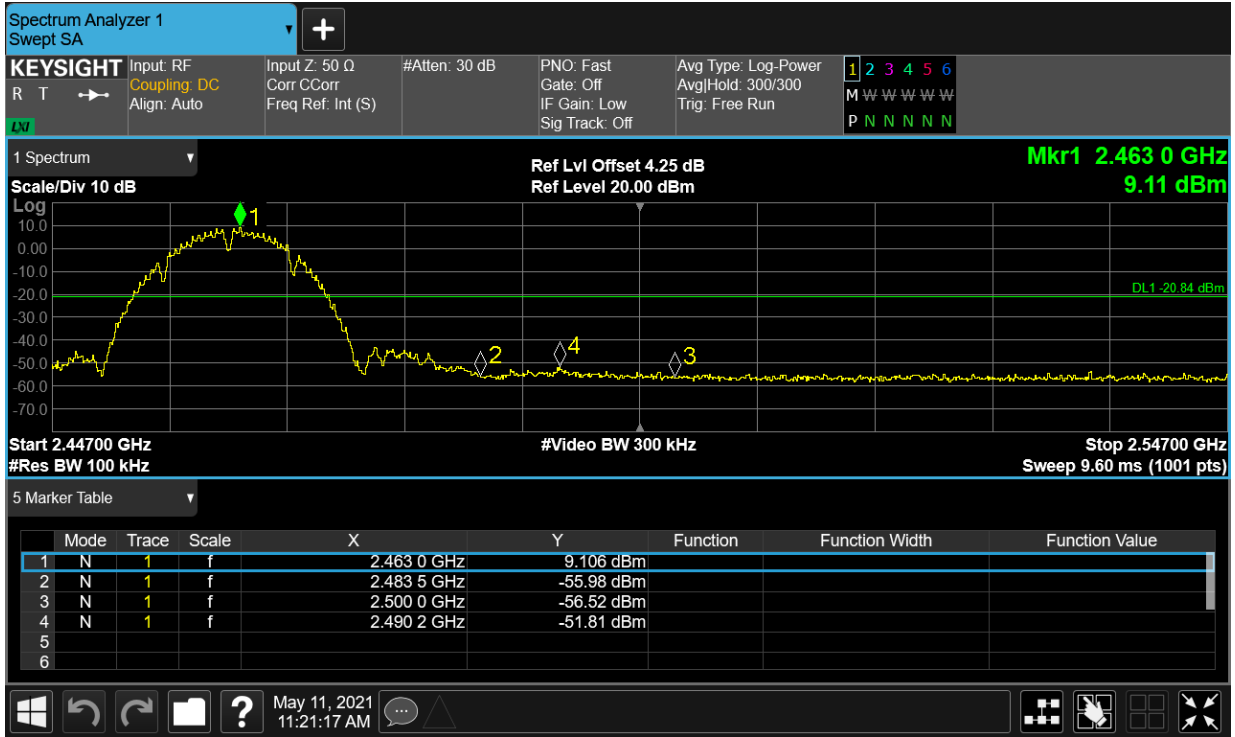 Spectrum Analyzer 1
Swept SA
KEYSIGHT Input: RF Input Z: 50 Ω #Atten: 30 dB PNO: Fast Avg Type: Log-Power 1 2 3 4 5 6
R T Coupling: DC Corr CCorr Gate: Off Avg|Hold: 300/300 M W W W W W
Align: Auto Freq Ref: Int (S) IF Gain: Low Trig: Free Run
LXI Sig Track: Off P N N N N N N
1 Spectrum Ref Lvl Offset 4.25 dB Mkr1 2.463 0 GHz
Scale/Div 10 dB Ref Level 20.00 dBm 9.11 dBm
Log
1
10.0
0.00
-10.0
-20.0 DL1 -20.84 dBm
-30.0
-40.0
2 4 3
-50.0
-60.0
-70.0
Start 2.44700 GHz #Video BW 300 kHz Stop 2.54700 GHz
#Res BW 100 kHz Sweep 9.60 ms (1001 pts)
5 Marker Table
Mode Trace Scale X Y Function Function Width Function Value
1 N 1 f 2.463 0 GHz 9.106 dBm
2 N 1 f 2.483 5 GHz -55.98 dBm
3 N 1 f 2.500 0 GHz -56.52 dBm
4 N 1 f 2.490 2 GHz -51.81 dBm
5
6
? May 11, 2021
11:21:17 AM